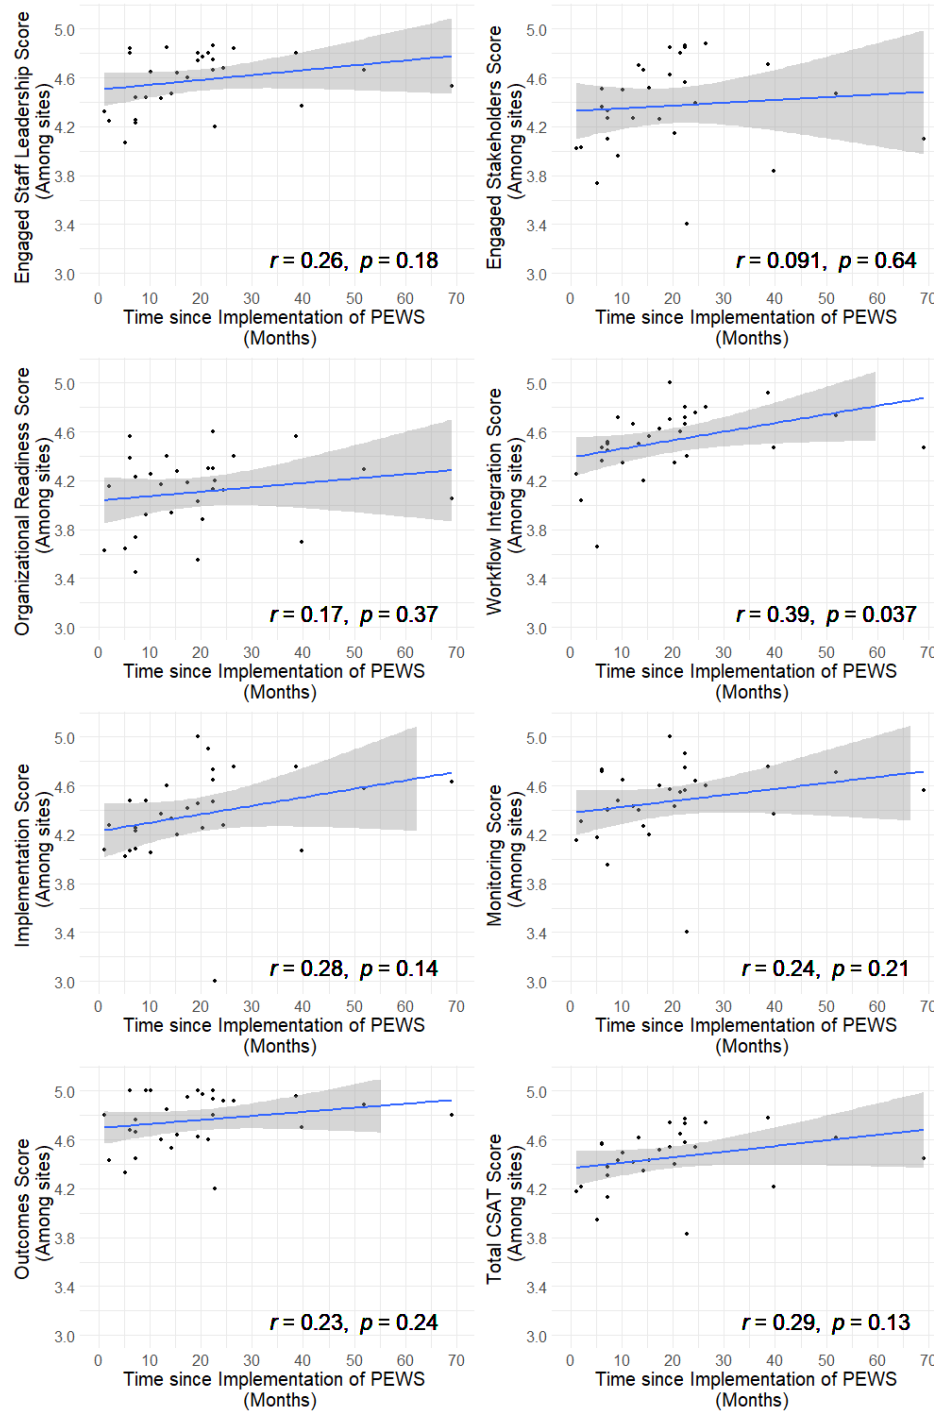 Engaged Staff Leadership Score
(Among sites)
5.0
4.6
4.2
3.8
3.4
3.0
r = 0.26, p = 0.18
0 10 20 30 40 50 60 70
Time since Implementation of PEWS
(Months)
Engaged Stakeholders Score
(Among sites)
5.0
4.6
4.2
3.8
3.4
3.0
r = 0.091, p = 0.64
0 10 20 30 40 50 60 70
Time since Implementation of PEWS
(Months)
Organizational Readiness Score
(Among sites)
5.0
4.6
4.2
3.8
3.4
3.0
r = 0.17, p = 0.37
0 10 20 30 40 50 60 70
Time since Implementation of PEWS
(Months)
Workflow Integration Score
(Among sites)
5.0
4.6
4.2
3.8
3.4
3.0
r = 0.39, p = 0.037
0 10 20 30 40 50 60 70
Time since Implementation of PEWS
(Months)
Implementation Score
(Among sites)
5.0
4.6
4.2
3.8
3.4
3.0
r = 0.28, p = 0.14
0 10 20 30 40 50 60 70
Time since Implementation of PEWS
(Months)
Monitoring Score
(Among sites)
5.0
4.6
4.2
3.8
3.4
3.0
r = 0.24, p = 0.21
0 10 20 30 40 50 60 70
Time since Implementation of PEWS
(Months)
Outcomes Score
(Among sites)
5.0
4.6
4.2
3.8
3.4
3.0
r = 0.23, p = 0.24
0 10 20 30 40 50 60 70
Time since Implementation of PEWS
(Months)
Total CSAT Score
(Among sites)
5.0
4.6
4.2
3.8
3.4
3.0
r = 0.29, p = 0.13
0 10 20 30 40 50 60 70
Time since Implementation of PEWS
(Months)